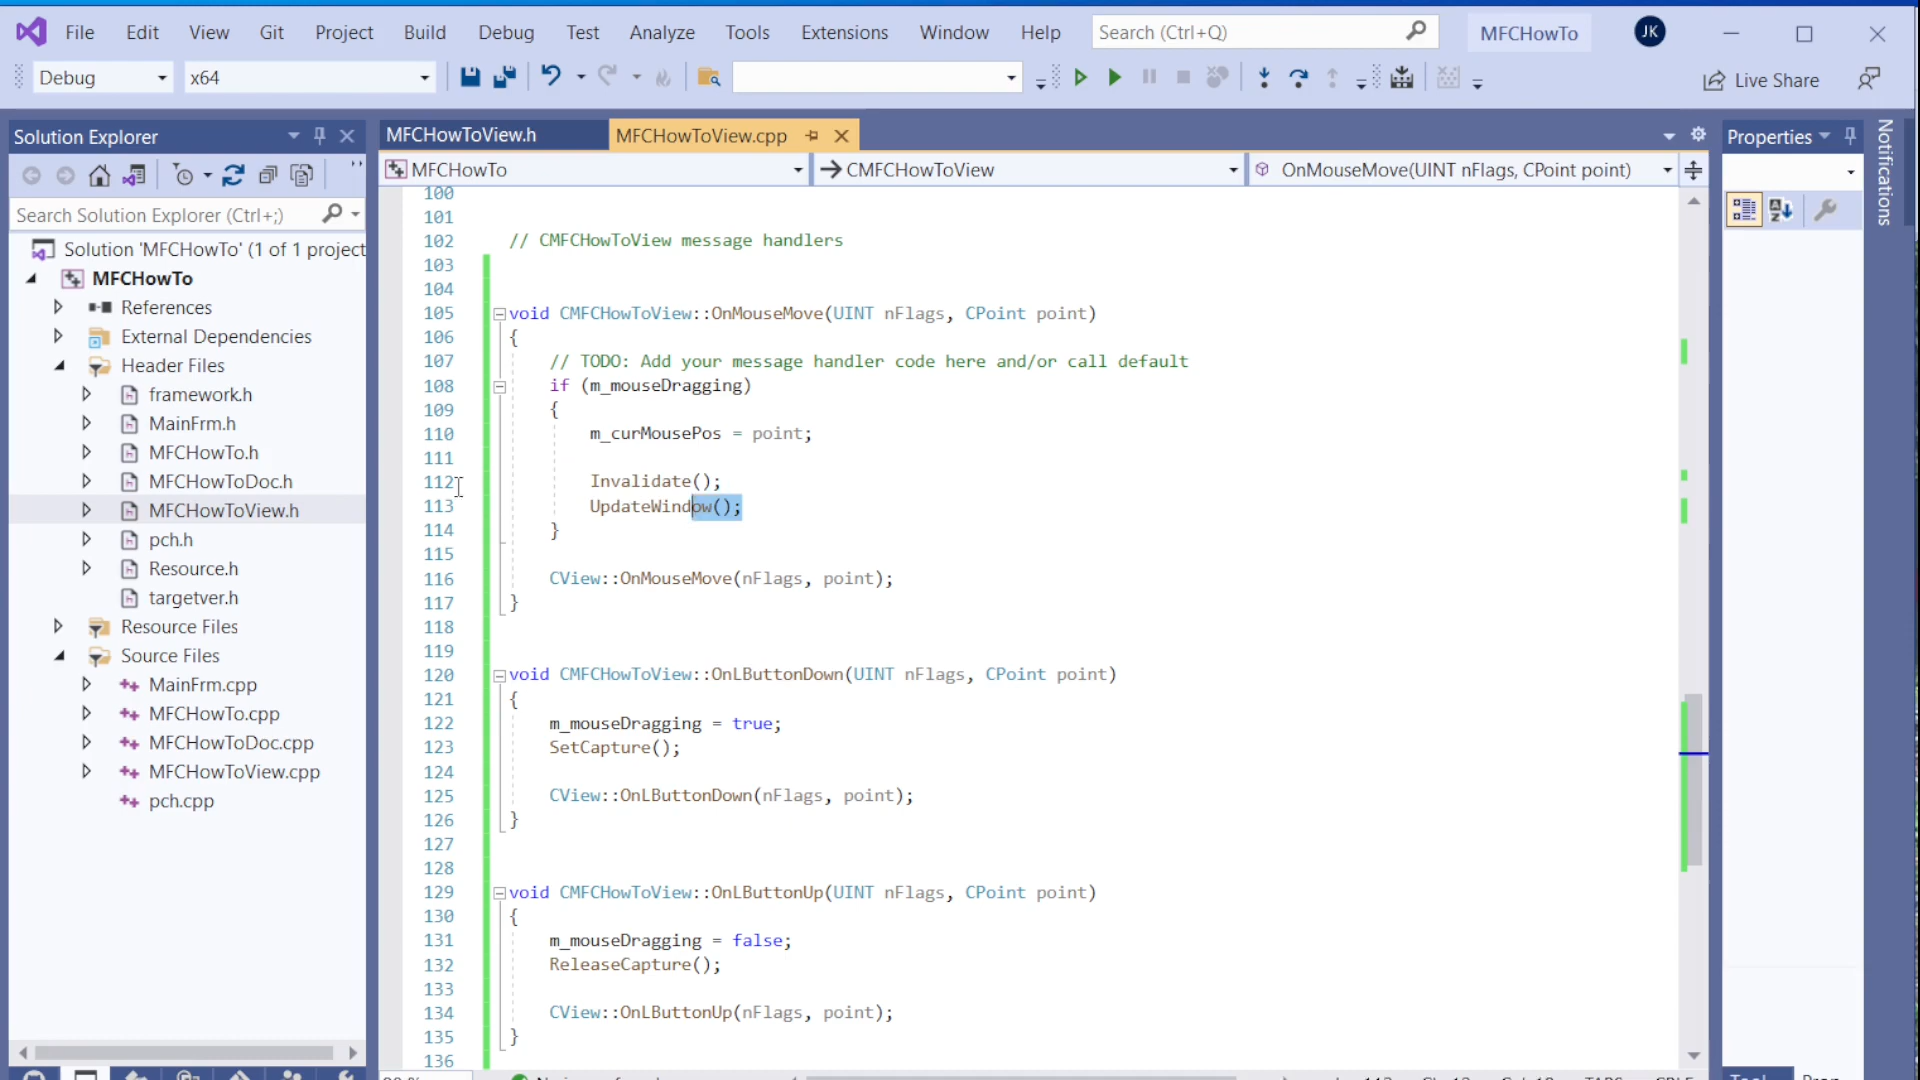 File Edit View Git Project Build Debug Test Analyze Tools Extensions Window Help Search (Ctrl+Q) MFCHowTo JK
Debug x64 Live Share
Solution Explorer
Search Solution Explorer (Ctrl+;)
Solution 'MFCHowTo' (1 of 1 project
MFCHowTo
References
External Dependencies
Header Files
framework.h
MainFrm.h
MFCHowTo.h
MFCHowToDoc.h
MFCHowToView.h
pch.h
Resource.h
targetver.h
Resource Files
Source Files
MainFrm.cpp
MFCHowTo.cpp
MFCHowToDoc.cpp
MFCHowToView.cpp
pch.cpp
MFCHowToView.h MFCHowToView.cpp
MFCHowTo CMFCHowToView OnMouseMove(UINT nFlags, CPoint point)
100
101
102 // CMFCHowToView message handlers
103
104
105 void CMFCHowToView::OnMouseMove(UINT nFlags, CPoint point)
106 {
107 // TODO: Add your message handler code here and/or call default
108 if (m_mouseDragging)
109 {
110 m_curMousePos = point;
111
112 Invalidate();
113 UpdateWindow();
114 }
115
116 CView::OnMouseMove(nFlags, point);
117 }
118
119
120 void CMFCHowToView::OnLButtonDown(UINT nFlags, CPoint point)
121 {
122 m_mouseDragging = true;
123 SetCapture();
124
125 CView::OnLButtonDown(nFlags, point);
126 }
127
128
129 void CMFCHowToView::OnLButtonUp(UINT nFlags, CPoint point)
130 {
131 m_mouseDragging = false;
132 ReleaseCapture();
133
134 CView::OnLButtonUp(nFlags, point);
135 }
136
Properties
Notifications